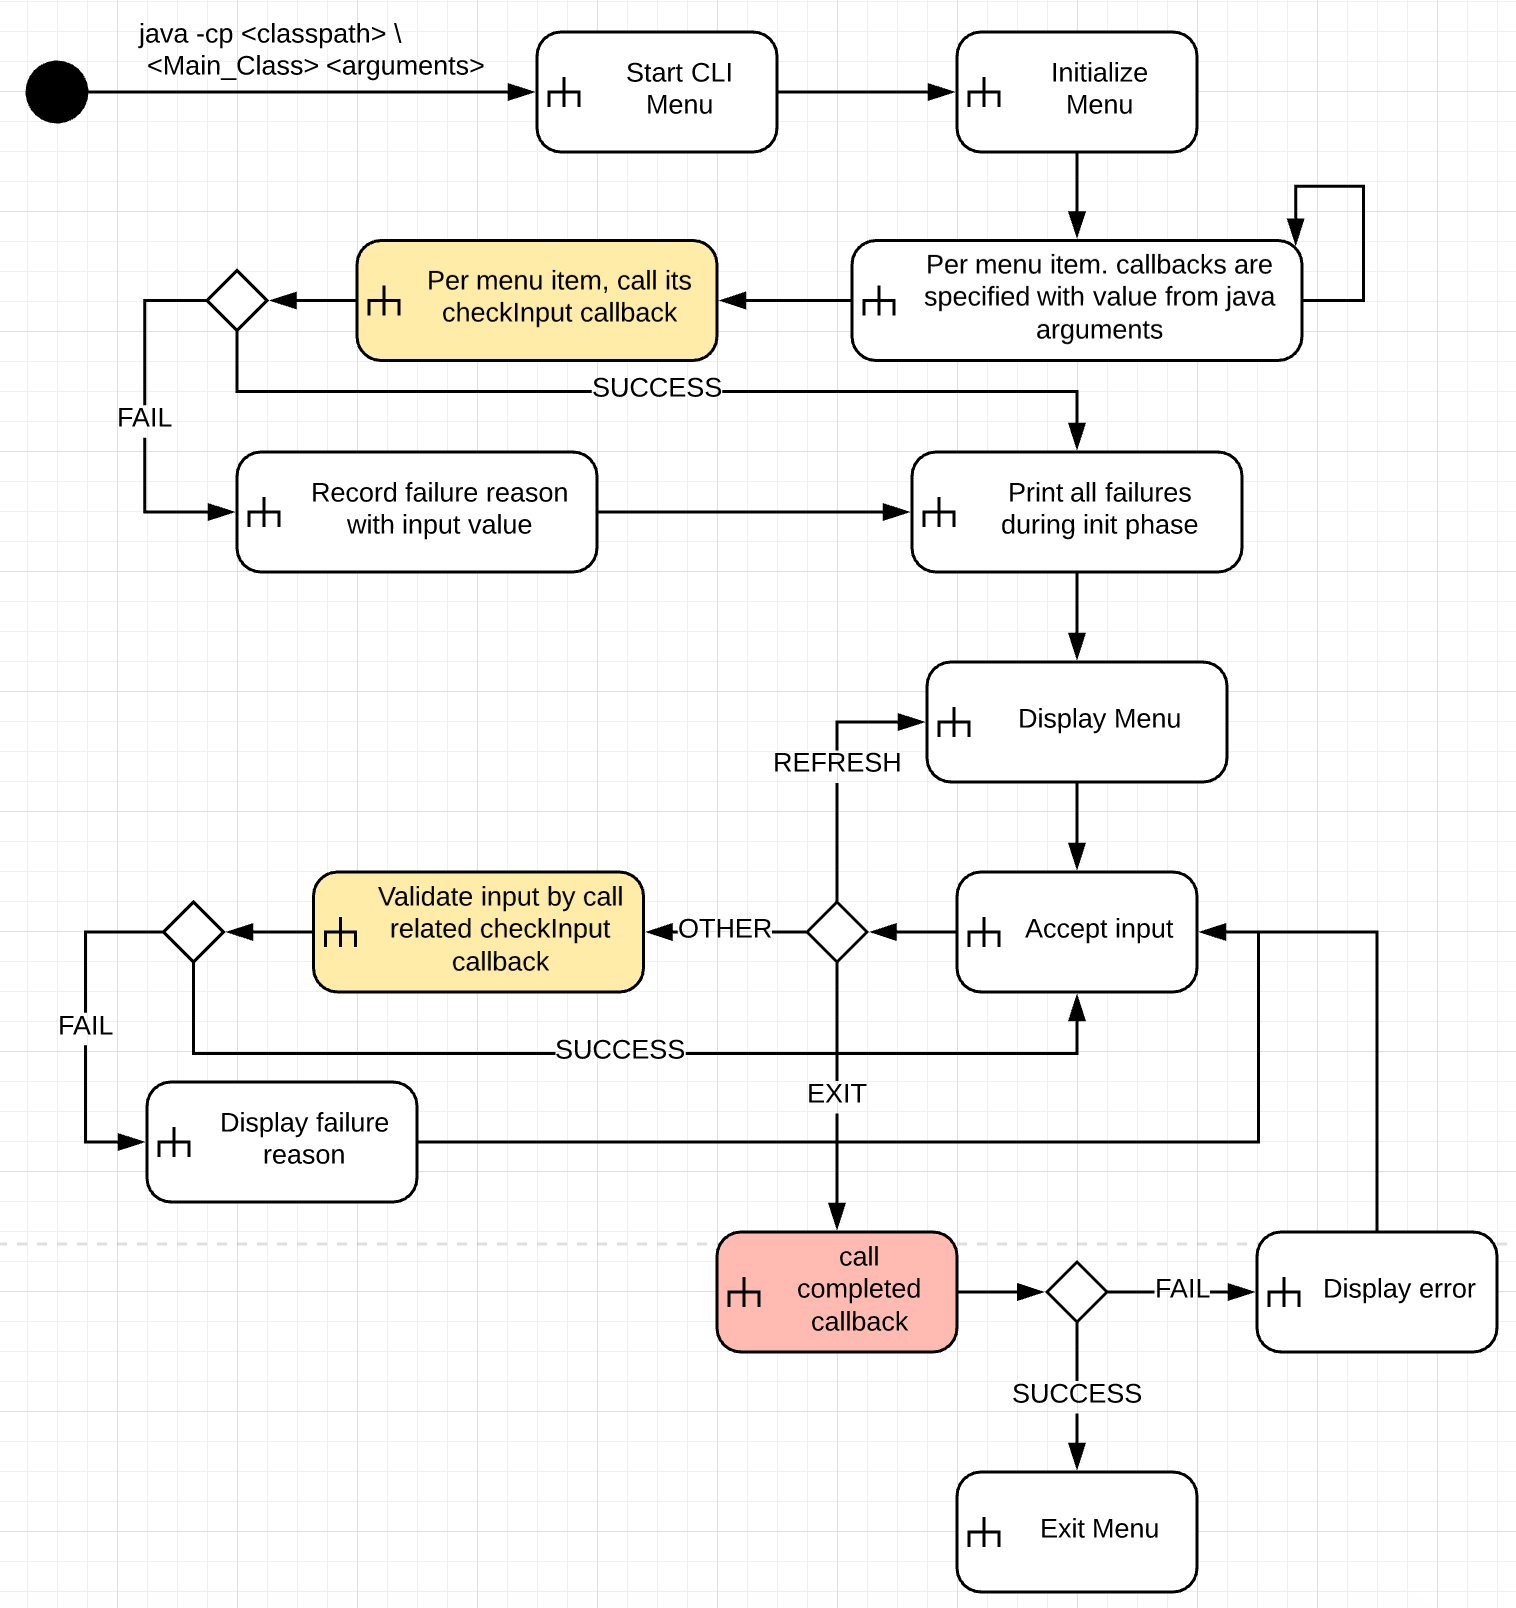 java -cp <classpath> \
<Main_Class> <arguments>
Start CLI
Menu
Initialize
Menu
Per menu item, call its
checkInput callback
Per menu item. callbacks are
specified with value from java
arguments
SUCCESS
FAIL
Record failure reason
with input value
Print all failures
during init phase
Display Menu
REFRESH
Validate input by call
related checkInput
callback
OTHER
Accept input
FAIL
SUCCESS
EXIT
Display failure
reason
call
completed
callback
FAIL
Display error
SUCCESS
Exit Menu